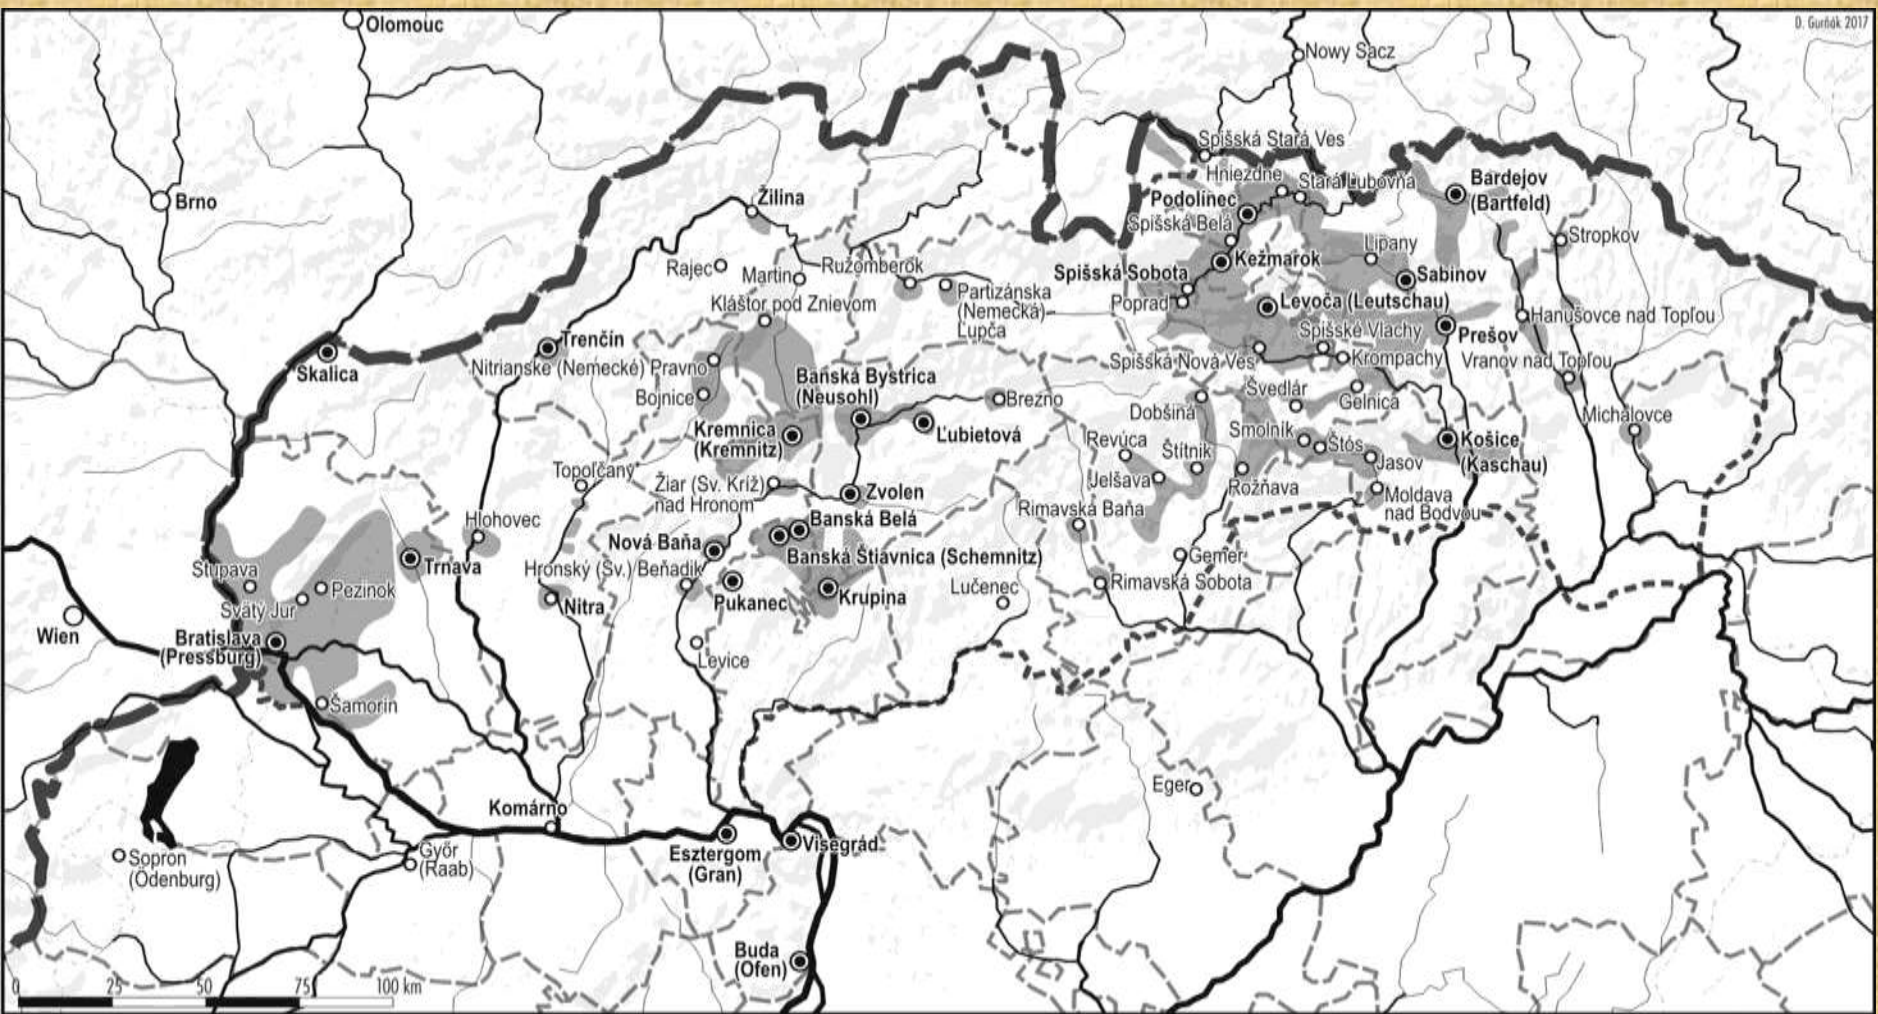 Olomouc
D. Gurňák 2017
Nowy Sacz
Spišská Stará Ves
Hniezdne
Stará Ľubovňa
Bardejov
(Bartfeld)
Brno
Žilina
Podolínec
Spišská Belá
Stropkov
Lipany
Rajec
Martin
Ružomberok
Kežmarok
Spišská Sobota
Sabinov
Kláštor pod Znievom
Partizánska
(Nemecká)
Ľupča
Poprad
Levoča (Leutschau)
Hanušovce nad Topľou
Trenčín
Spišské Vlachy
Prešov
Skalica
Nitrianske (Nemecké) Pravno
Spišská Nová Ves
Krompachy
Vranov nad Topľou
Banská Bystrica
(Neusohl)
Bojnice
Brezno
Švedlár
Gelnica
Dobšiná
Michalovce
Kremnica
(Kremnitz)
Ľubietová
Revúca
Štítnik
Smolník
Štós
Košice
(Kaschau)
Jasov
Topoľčany
Žiar (Sv. Kríž)
nad Hronom
Zvolen
Jelšava
Rožňava
Moldava
nad Bodvou
Rimavská Baňa
Hlohovec
Banská Belá
Nová Baňa
Banská Štiavnica (Schemnitz)
Gemer
Trnava
Stupava
Pezinok
Svätý Jur
Hronský (Sv.) Beňadik
Rimavská Sobota
Lučenec
Nitra
Pukanec
Krupina
Wien
Bratislava
(Pressburg)
Levice
Šamorín
Eger
Komárno
Esztergom
(Gran)
Visegrád
Sopron
(Ödenburg)
Győr
(Raab)
Buda
(Ofen)
0 25 50 75 100 km